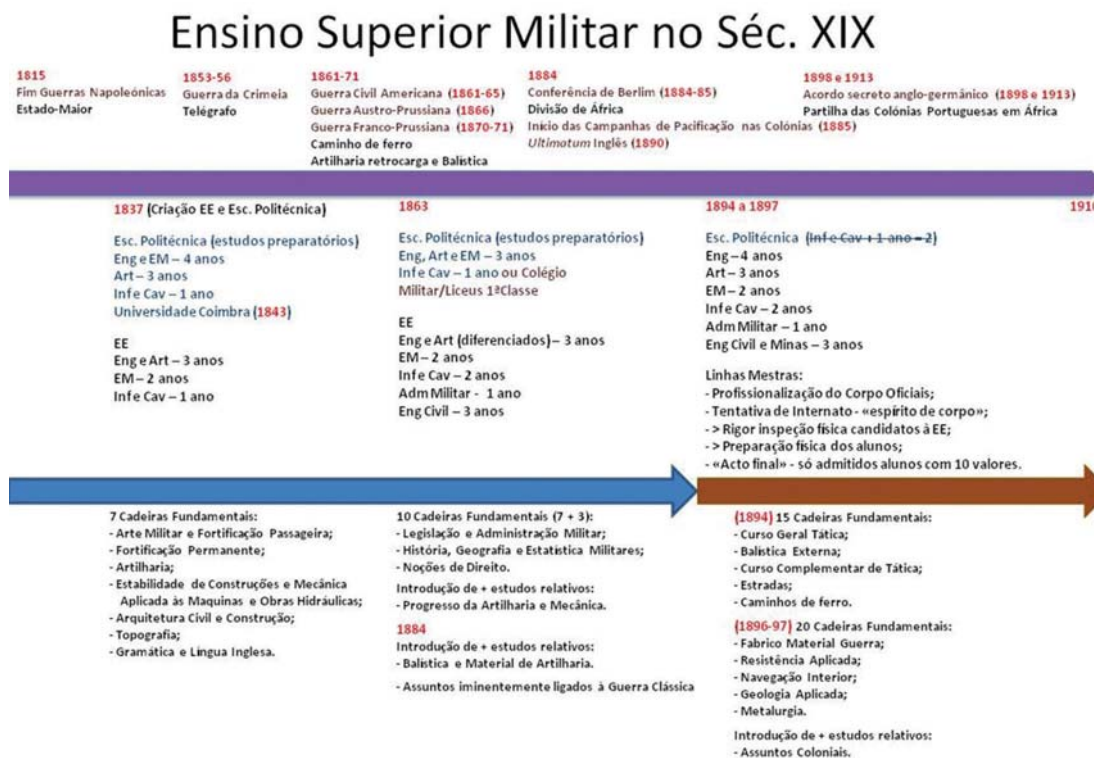 Ensino Superior Militar no Séc. XIX
1815
Fim Guerras Napoleónicas
Estado-Maior
1853-56
Guerra da Crimeia
Telégrafo
1861-71
Guerra Civil Americana (1861-65)
Guerra Austro-Prussiana (1866)
Guerra Franco-Prussiana (1870-71)
Caminho de ferro
Artilharia retrocarga e Balística
1884
Conferência de Berlim (1884-85)
Divisão de África
Início das Campanhas de Pacificação nas Colónias (1885)
Ultimatum Inglês (1890)
1898 e 1913
Acordo secreto anglo-germânico (1898 e 1913)
Partilha das Colónias Portuguesas em África
1837 (Criação EE e Esc. Politécnica)
Esc. Politécnica (estudos preparatórios)
Eng e EM – 4 anos
Art – 3 anos
Inf e Cav – 1 ano
Universidade Coimbra (1843)
EE
Eng e Art – 3 anos
EM – 2 anos
Inf e Cav – 1 ano
1863
Esc. Politécnica (estudos preparatórios)
Eng, Art e EM – 3 anos
Inf e Cav – 1 ano ou Colégio
Militar/Liceus 1ªClasse
EE
Eng e Art (diferenciados) – 3 anos
EM – 2 anos
Inf e Cav – 2 anos
Adm Militar - 1 ano
Eng Civil – 3 anos
1894 a 1897
Esc. Politécnica (Inf e Cav + 1 ano = 2)
Eng – 4 anos
Art – 3 anos
EM – 2 anos
Inf e Cav – 2 anos
Adm Militar – 1 ano
Eng Civil e Minas – 3 anos
Linhas Mestras:
- Profissionalização do Corpo Oficiais;
- Tentativa de Internato - «espírito de corpo»;
- > Rigor inspeção física candidatos à EE;
- > Preparação física dos alunos;
- «Acto final» - só admitidos alunos com 10 valores.
1910
7 Cadeiras Fundamentais:
- Arte Militar e Fortificação Passageira;
- Fortificação Permanente;
- Artilharia;
- Estabilidade de Construções e Mecânica
Aplicada às Maquinas e Obras Hidráulicas;
- Arquitetura Civil e Construção;
- Topografia;
- Gramática e Língua Inglesa.
10 Cadeiras Fundamentais (7 + 3):
- Legislação e Administração Militar;
- História, Geografia e Estatística Militares;
- Noções de Direito.
Introdução de + estudos relativos:
- Progresso da Artilharia e Mecânica.
1884
Introdução de + estudos relativos:
- Balística e Material de Artilharia.
- Assuntos iminentemente ligados à Guerra Clássica
(1894) 15 Cadeiras Fundamentais:
- Curso Geral Tática;
- Balística Externa;
- Curso Complementar de Tática;
- Estradas;
- Caminhos de ferro.
(1896-97) 20 Cadeiras Fundamentais:
- Fabrico Material Guerra;
- Resistência Aplicada;
- Navegação Interior;
- Geologia Aplicada;
- Metalurgia.
Introdução de + estudos relativos:
- Assuntos Coloniais.